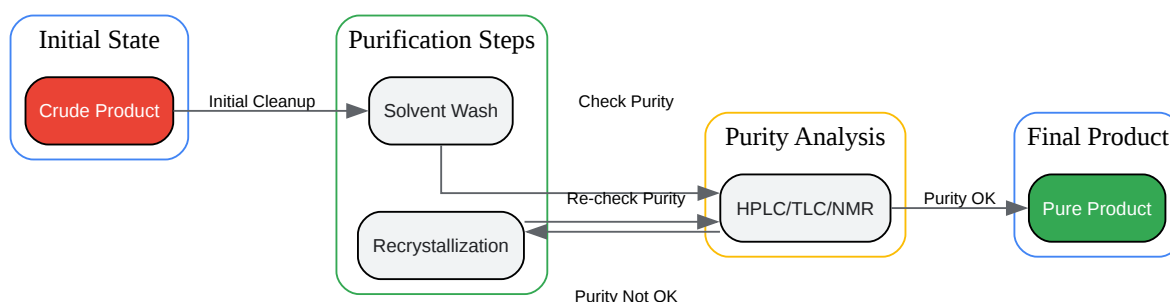 Initial State
Crude Product
Initial Cleanup
Purification Steps
Solvent Wash
Recrystallization
Check Purity
Re-check Purity
Purity Not OK
Purity Analysis
HPLC/TLC/NMR
Purity OK
Final Product
Pure Product